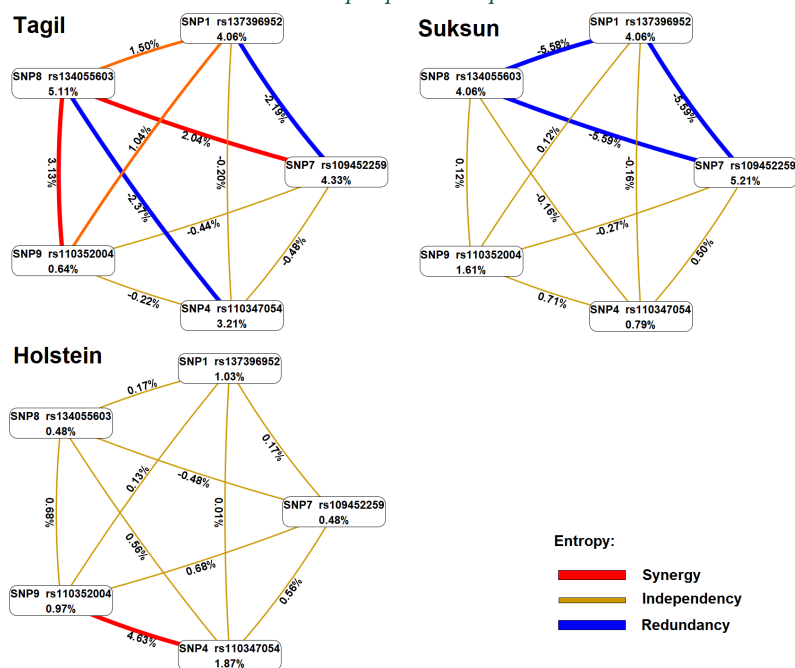 Tagil
SNP1 rs137396952
4.06%
1.50%
SNP8 rs134055603
5.11%
-2.19%
1.04%
2.04%
3.13%
-0.20%
SNP7 rs109452259
4.33%
-2.37%
-0.44%
-0.48%
SNP9 rs110352004
0.64%
-0.22%
SNP4 rs110347054
3.21%
Suksun
SNP1 rs137396952
4.06%
-5.58%
SNP8 rs134055603
4.06%
-5.59%
0.12%
-5.59%
0.12%
-0.16%
SNP7 rs109452259
5.21%
-0.16%
-0.27%
0.50%
SNP9 rs110352004
1.61%
0.71%
SNP4 rs110347054
0.79%
Holstein
SNP1 rs137396952
1.03%
0.17%
SNP8 rs134055603
0.48%
0.17%
0.13%
-0.48%
0.68%
0.01%
SNP7 rs109452259
0.48%
0.56%
0.68%
0.56%
SNP9 rs110352004
0.97%
4.63%
SNP4 rs110347054
1.87%
Entropy:
Synergy
Independency
Redundancy